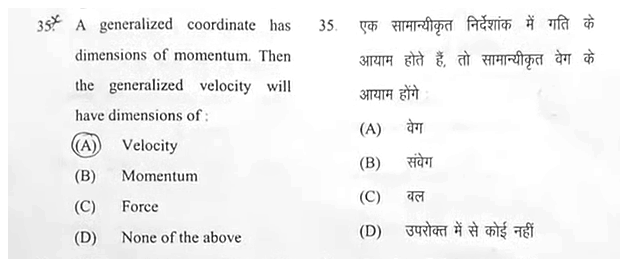 35. A generalized coordinate has
dimensions of momentum. Then
the generalized velocity will
have dimensions of :
(A) Velocity
(B) Momentum
(C) Force
(D) None of the above
35. एक सामान्यीकृत निर्देशांक में गति के
आयाम होते हैं, तो सामान्यीकृत वेग के
आयाम होंगे
(A) वेग
(B) संवेग
(C) बल
(D) उपरोक्त में से कोई नहीं